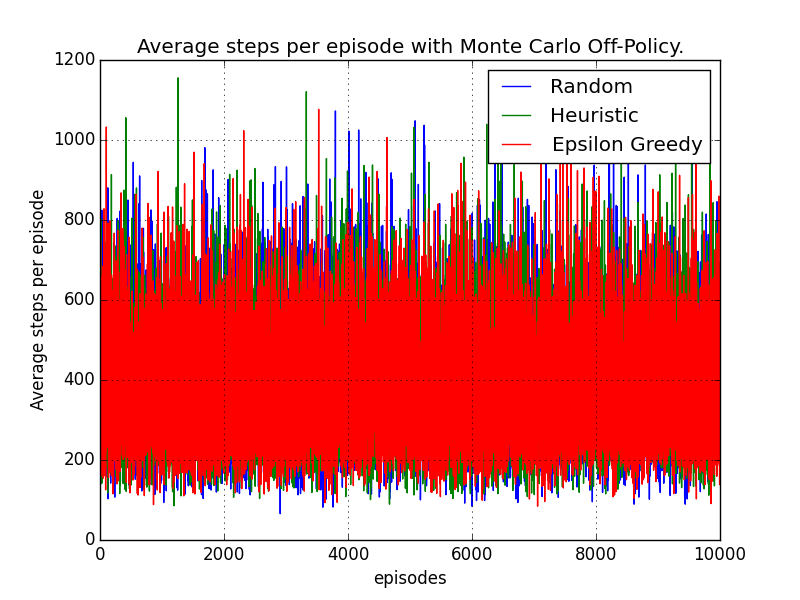 Average steps per episode with Monte Carlo Off-Policy.
Random
Heuristic
Epsilon Greedy
Average steps per episode
1200
1000
800
600
400
200
0
0 2000 4000 6000 8000 10000
episodes